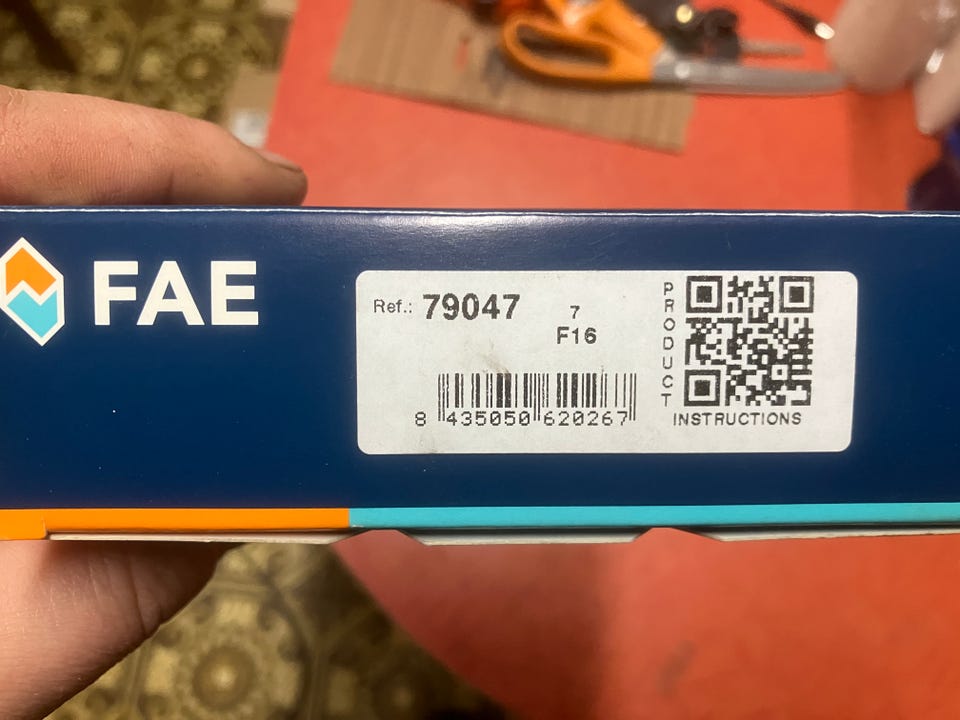 FAE
Ref.: 79047
7
F16
8 435050 620267
PRODUCT
INSTRUCTIONS